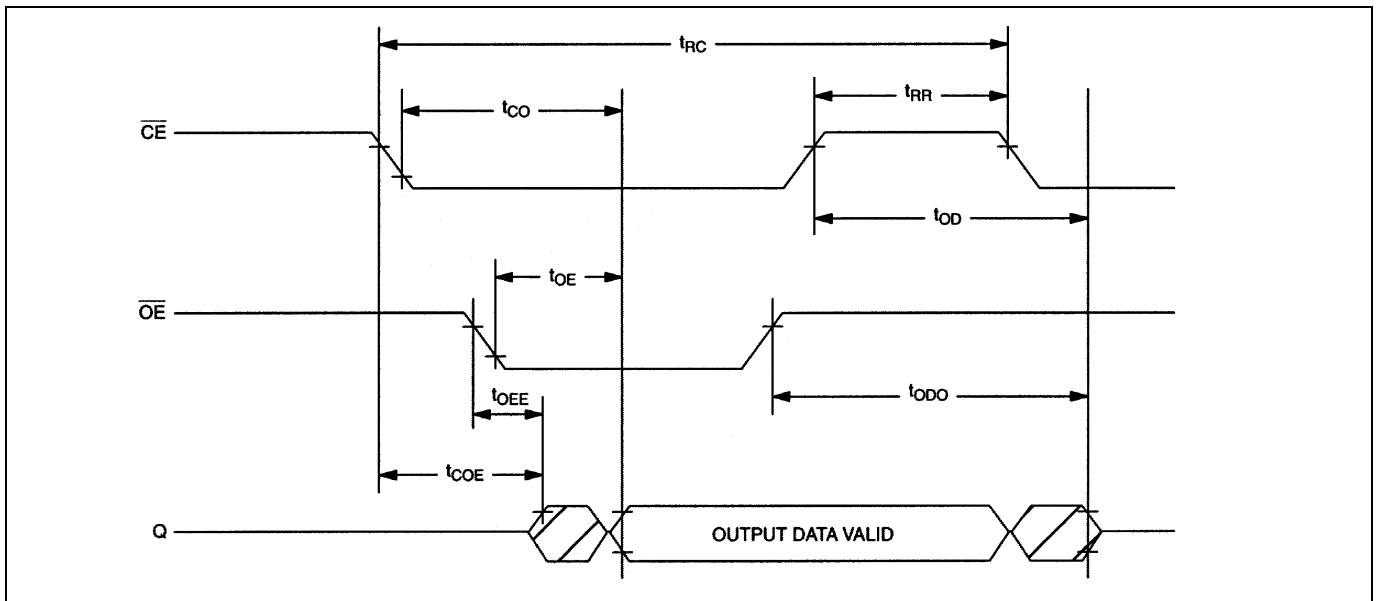 tRC
tRR
tCO
CE
tOD
tOE
OE
tOEE
tODO
tCOE
Q
OUTPUT DATA VALID